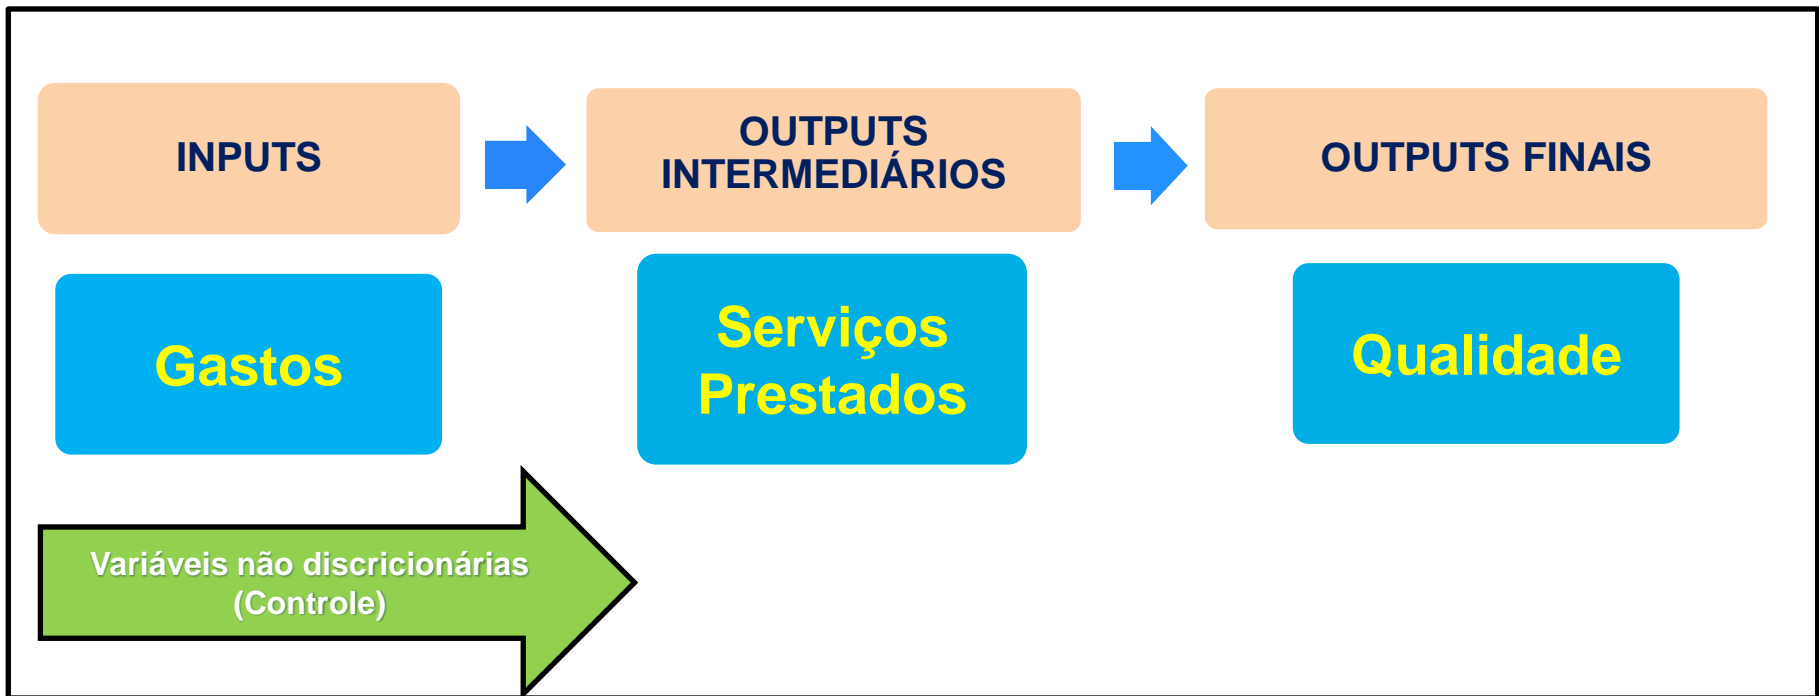 INPUTS
OUTPUTS
INTERMEDIÁRIOS
OUTPUTS FINAIS
Gastos
Serviços
Prestados
Qualidade
Variáveis não discricionárias
(Controle)